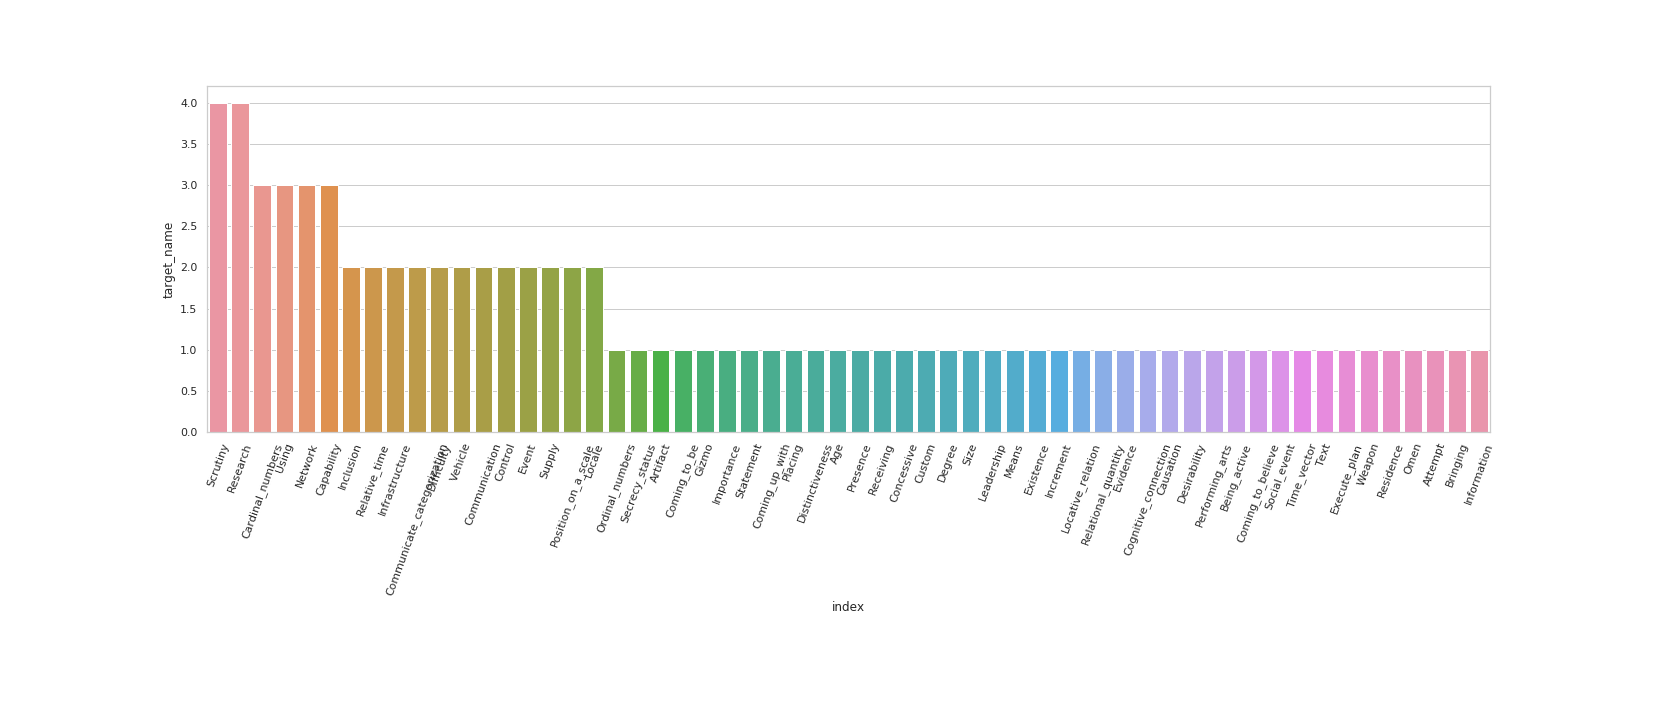 4.0
3.5
3.0
2.5
2.0
1.5
1.0
0.5
0.0
target_name
Scrutiny
Research
Cardinal_numbers
Using
Network
Capability
Inclusion
Relative_time
Infrastructure
Communicate_categorization
Difficulty
Vehicle
Communication
Control
Event
Supply
Position_on_a_scale
Locale
Ordinal_numbers
Secrecy_status
Artifact
Coming_to_be
Gizmo
Importance
Statement
Coming_up_with
Placing
Distinctiveness
Age
Presence
Receiving
Concessive
Custom
Degree
Size
Leadership
Means
Existence
Increment
Locative_relation
Relational_quantity
Evidence
Cognitive_connection
Causation
Desirability
Performing_arts
Being_active
Coming_to_believe
Social_event
Time_vector
Text
Execute_plan
Weapon
Residence
Omen
Attempt
Bringing
Information
index